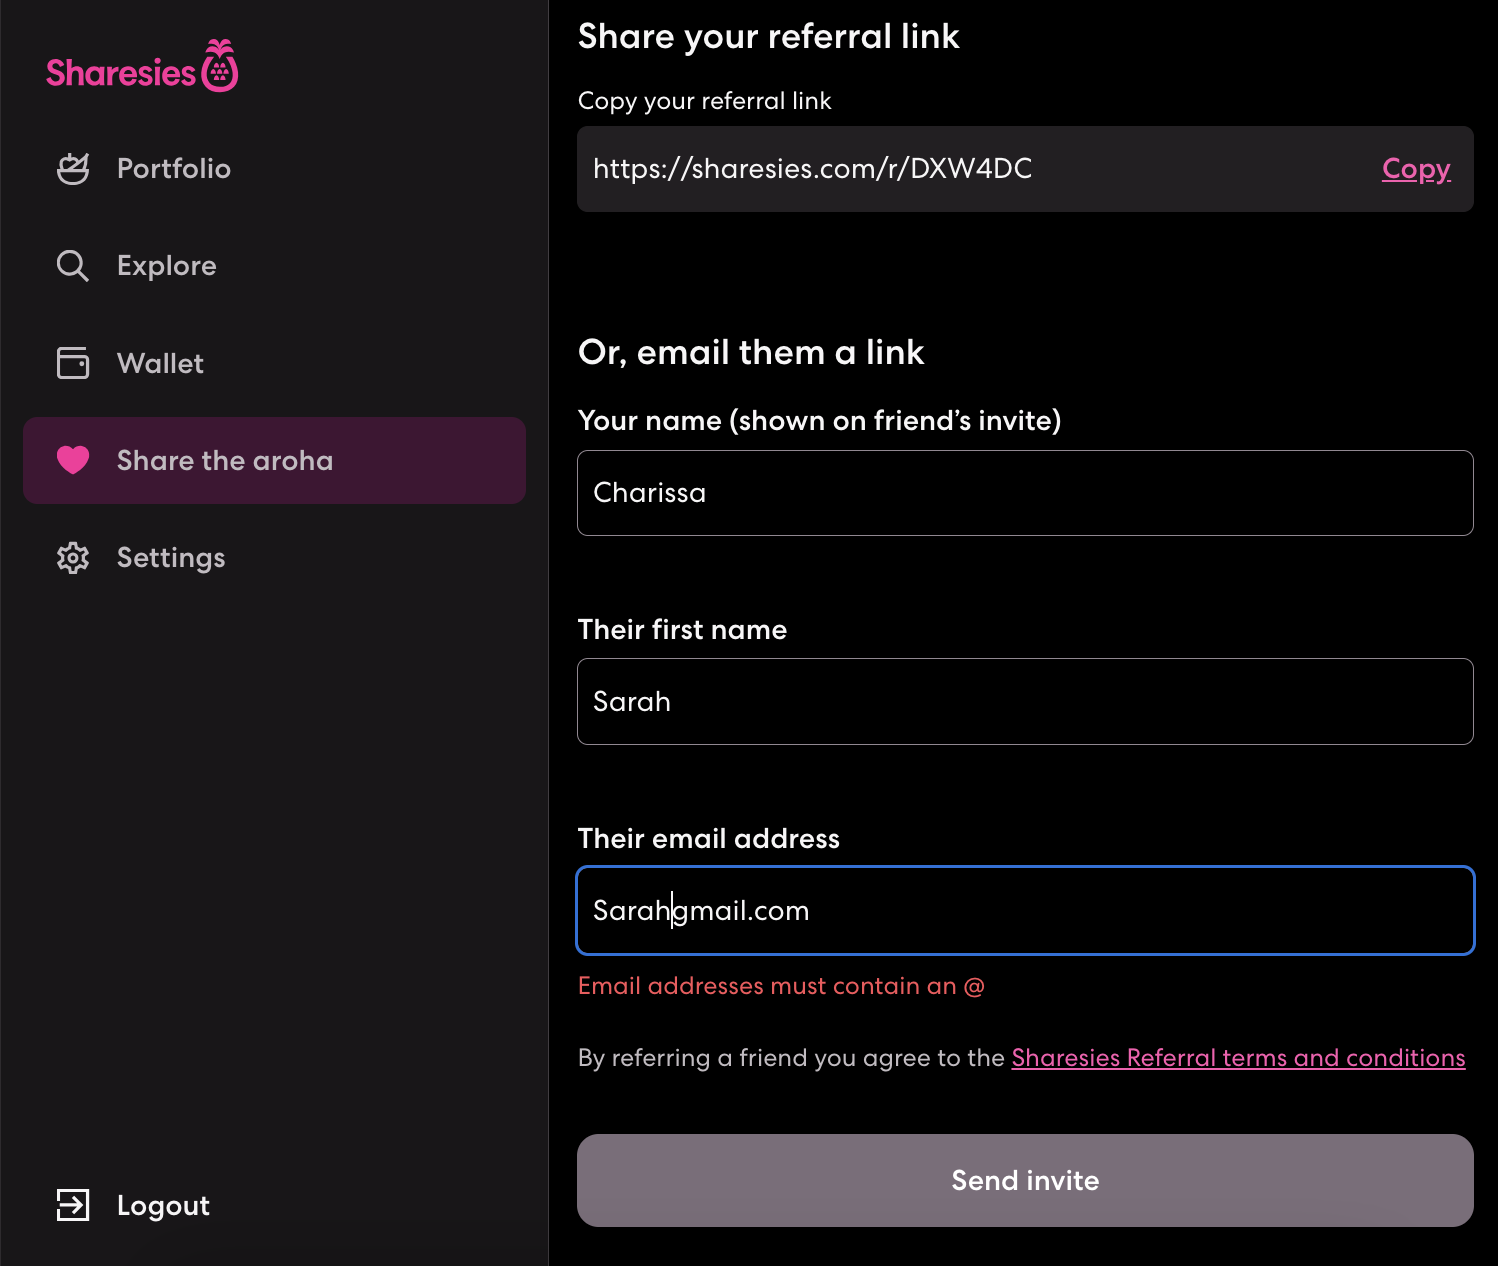 Sharesies
Portfolio
Explore
Wallet
Share the aroha
Settings
Logout
Share your referral link
Copy your referral link
https://sharesies.com/r/DXW4DC
Copy
Or, email them a link
Your name (shown on friend’s invite)
Charissa
Their first name
Sarah
Their email address
Sarahgmail.com
Email addresses must contain an @
By referring a friend you agree to the Sharesies Referral terms and conditions
Send invite